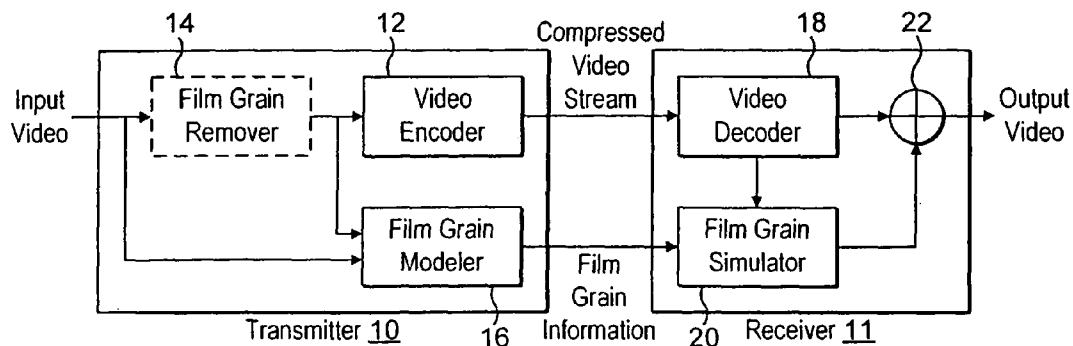 14
12
Compressed
Video
Stream
18
22
Input
Video
Film Grain
Remover
Video
Encoder
Video
Decoder
Output
Video
Film Grain
Modeler
Film Grain
Simulator
Film
Grain
Information
Transmitter 10
16
20
Receiver 11